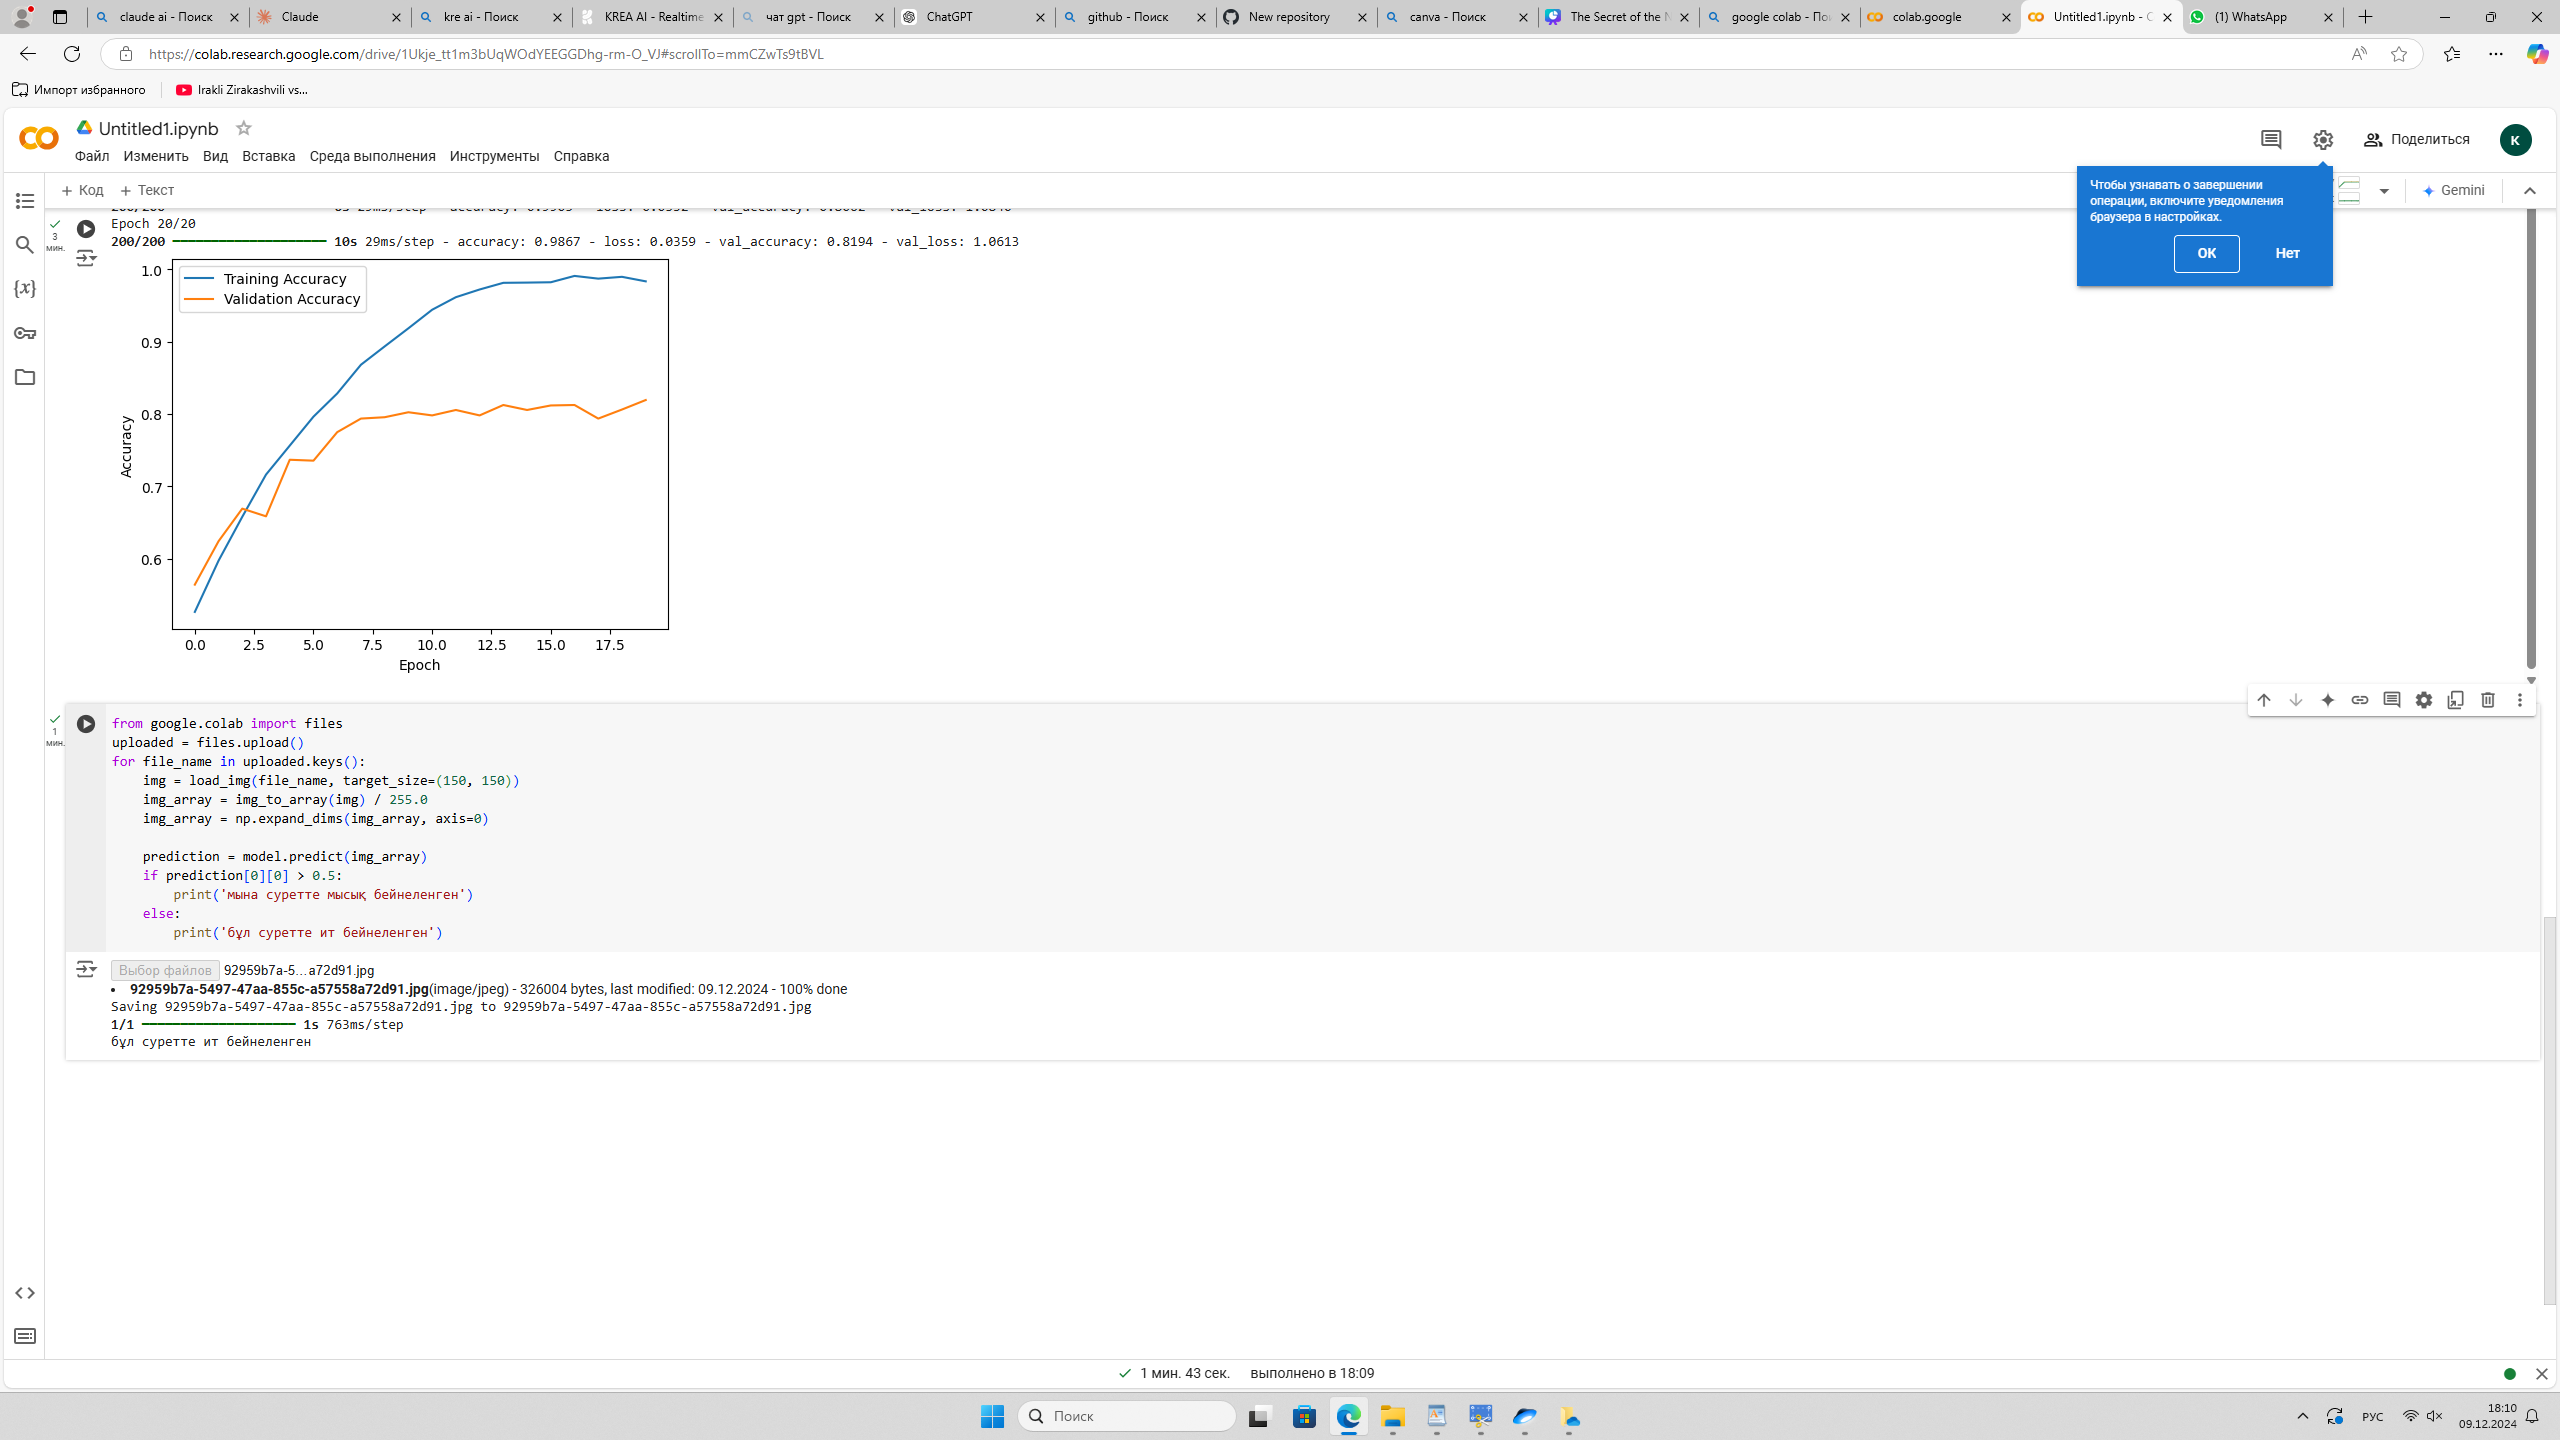 claude ai - Поиск
Claude
kre ai - Поиск
KREA AI - Realtime
чат gpt - Поиск
ChatGPT
github - Поиск
New repository
canva - Поиск
The Secret of the N
google colab - По
colab.google
Untitled1.ipynb - C
(1) WhatsApp
https://colab.research.google.com/drive/1Ukje_tt1m3bUqWOdYEEGGDhg-rm-O_VJ#scrollTo=mmCZwTs9tBVL
Импорт избранного
Irakli Zirakashvili vs...
Untitled1.ipynb
Файл Изменить Вид Вставка Среда выполнения Инструменты Справка
Поделиться
K
+ Код + Текст
Gemini
Чтобы узнавать о завершении
операции, включите уведомления
браузера в настройках.
OK Нет
3
мин.
Epoch 20/20
200/200 10s 29ms/step - accuracy: 0.9867 - loss: 0.0359 - val_accuracy: 0.8194 - val_loss: 1.0613
Training Accuracy
Validation Accuracy
1.0
0.9
0.8
0.7
0.6
Accuracy
0.0 2.5 5.0 7.5 10.0 12.5 15.0 17.5
Epoch
1
мин.
from google.colab import files
uploaded = files.upload()
for file_name in uploaded.keys():
img = load_img(file_name, target_size=(150, 150))
img_array = img_to_array(img) / 255.0
img_array = np.expand_dims(img_array, axis=0)
prediction = model.predict(img_array)
if prediction[0][0] > 0.5:
print('мына суретте мысық бейнеленген')
else:
print('бұл суретте ит бейнеленген')
Выбор файлов 92959b7a-5...a72d91.jpg
• 92959b7a-5497-47aa-855c-a57558a72d91.jpg(image/jpeg) - 326004 bytes, last modified: 09.12.2024 - 100% done
Saving 92959b7a-5497-47aa-855c-a57558a72d91.jpg to 92959b7a-5497-47aa-855c-a57558a72d91.jpg
1/1 1s 763ms/step
бұл суретте ит бейнеленген
1 мин. 43 сек. выполнено в 18:09
Поиск
РУС
18:10
09.12.2024